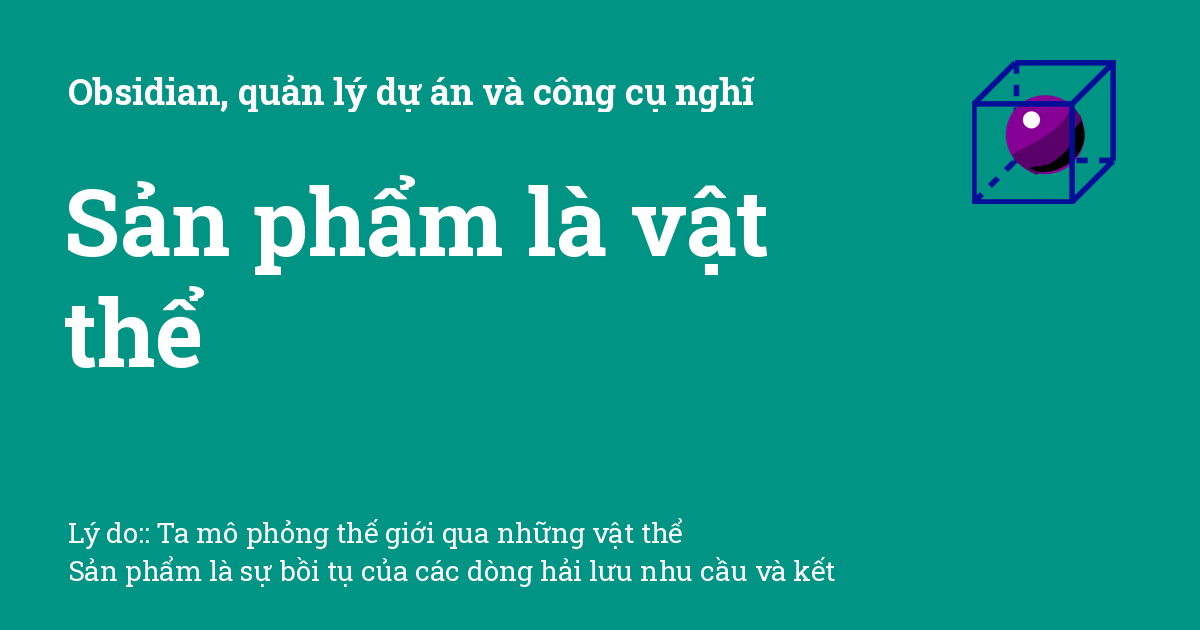 Obsidian, quản lý dự án và công cụ nghĩ
Sản phẩm là vật
thể
Lý do:: Ta mô phỏng thế giới qua những vật thể
Sản phẩm là sự bồi tụ của các dòng hải lưu nhu cầu và kết